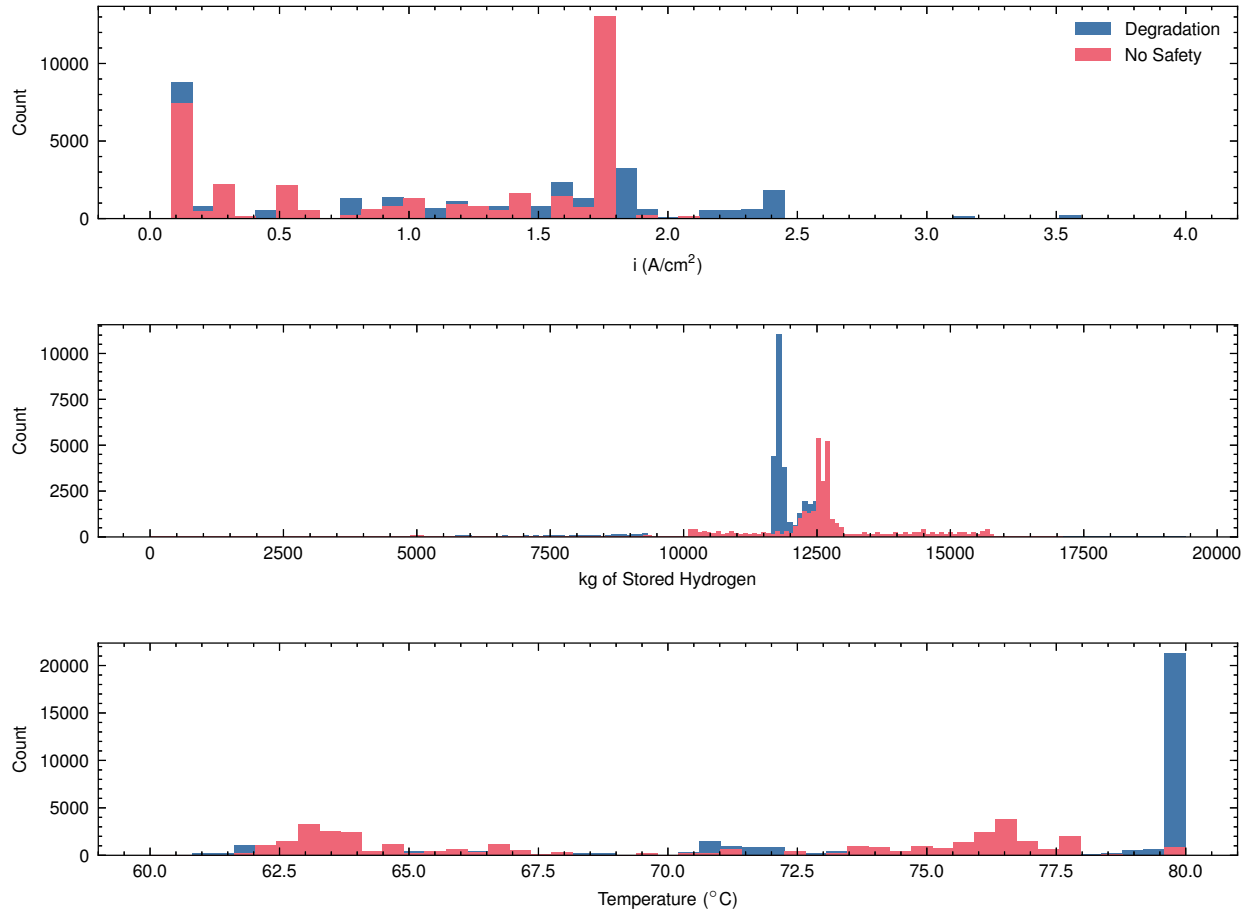 Degradation
No Safety
10000
5000
0
Count
0.0 0.5 1.0 1.5 2.0 2.5 3.0 3.5 4.0
i (A/cm²)
10000
7500
5000
2500
0
Count
0 2500 5000 7500 10000 12500 15000 17500 20000
kg of Stored Hydrogen
20000
15000
10000
5000
0
Count
60.0 62.5 65.0 67.5 70.0 72.5 75.0 77.5 80.0
Temperature (°C)